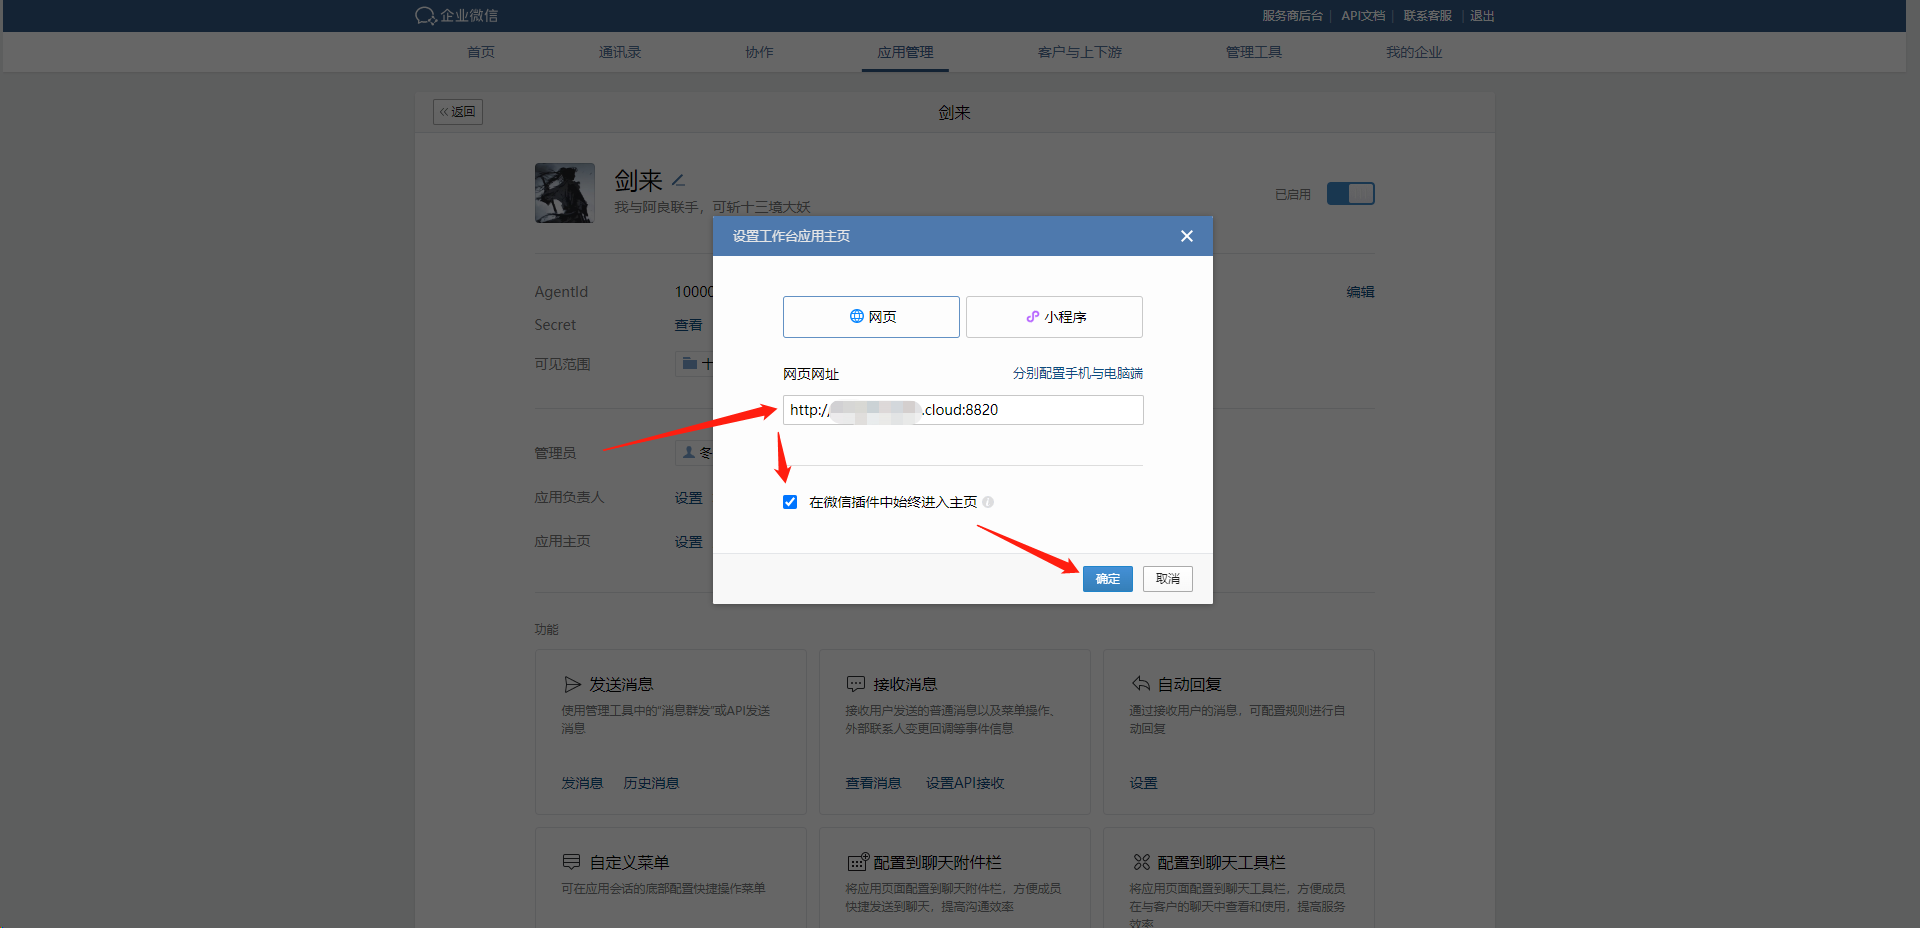 企业微信
服务商后台 | API文档 | 联系客服 | 退出
首页 通讯录 协作 应用管理 客户与上下游 管理工具 我的企业
<<返回 剑来
剑来
我与阿良联手，可斩十三境大妖
已启用
设置工作台应用主页
AgentId 10000
编辑
Secret 查看
可见范围 十
网页 小程序
网页网址 分别配置手机与电脑端
http:/ .cloud:8820
管理员 冬
应用负责人 设置
在微信插件中始终进入主页
应用主页 设置
确定 取消
功能
发送消息
使用管理工具中的“消息群发”或API发送
消息
发消息 历史消息
接收消息
接收用户发送的普通消息以及菜单操作、
外部联系人变更回调等事件信息
查看消息 设置API接收
自动回复
通过接收用户的消息，可配置规则进行自
动回复
设置
自定义菜单
可在应用会话的底部配置快捷操作菜单
配置到聊天附件栏
将应用页面配置到聊天附件栏，方便成员
快捷发送到聊天，提高沟通效率
配置到聊天工具栏
将应用页面配置到聊天工具栏，方便成员
在与客户的聊天中查看和使用，提高服务
效率